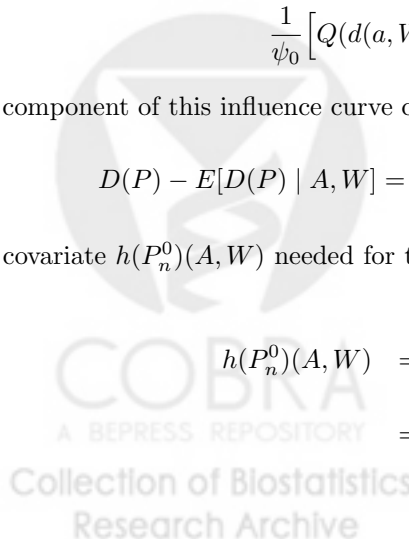 1/ψ₀ [Q(d(a, W
component of this influence curve o
D(P) − E[D(P) | A, W] =
covariate h(P_n^0)(A, W) needed for t
h(P_n^0)(A, W) =
=
COBRA
A BEPRESS REPOSITORY
Collection of Biostatistics
Research Archive